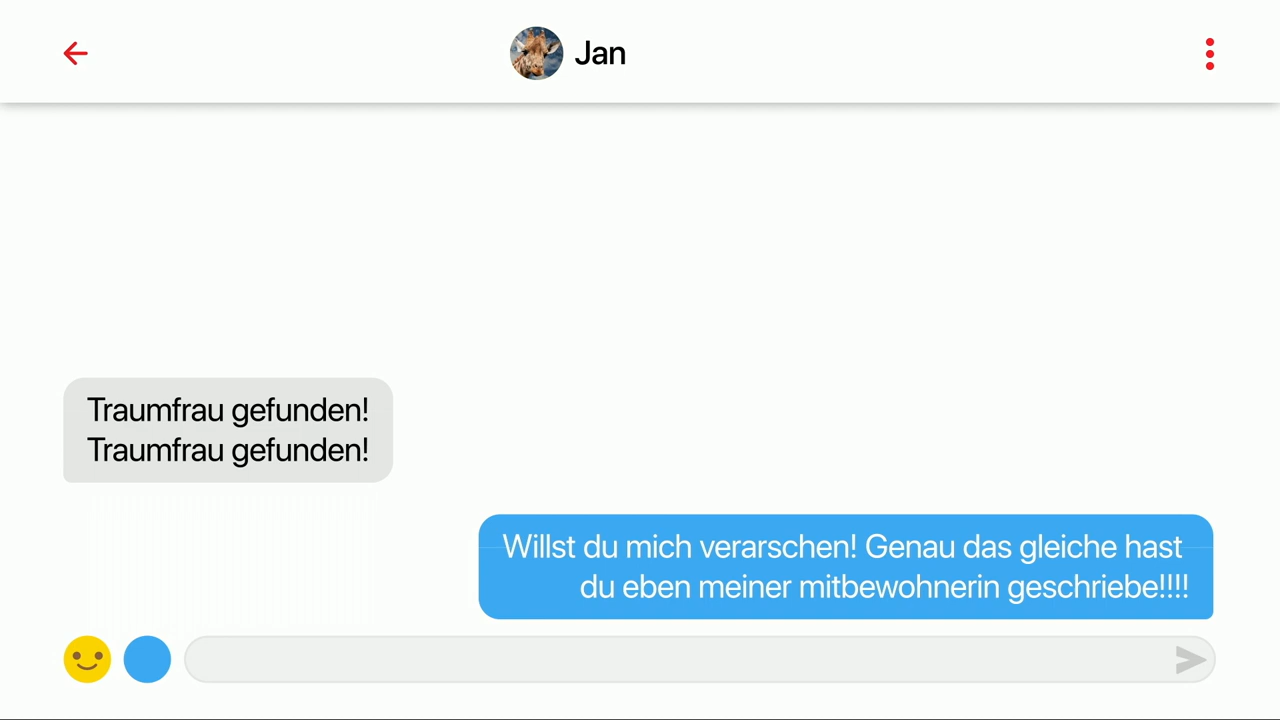 Jan
Traumfrau gefunden!
Traumfrau gefunden!
Willst du mich verarschen! Genau das gleiche hast
du eben meiner mitbewohnerin geschriebe!!!!